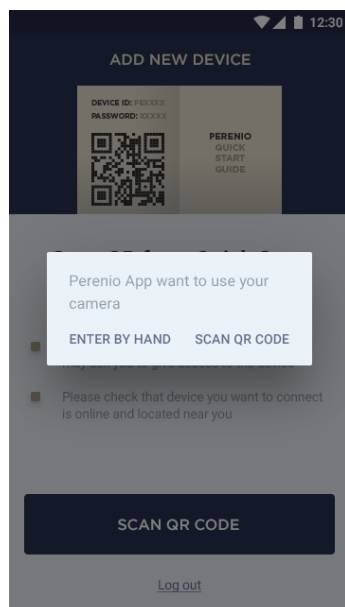 12:30
ADD NEW DEVICE
DEVICE ID: PEXXXX
PASSWORD: XXXXX
PERENIO
QUICK
START
GUIDE
Perenio App want to use your
camera
ENTER BY HAND
SCAN QR CODE
Please check that device you want to connect
is online and located near you
SCAN QR CODE
Log out